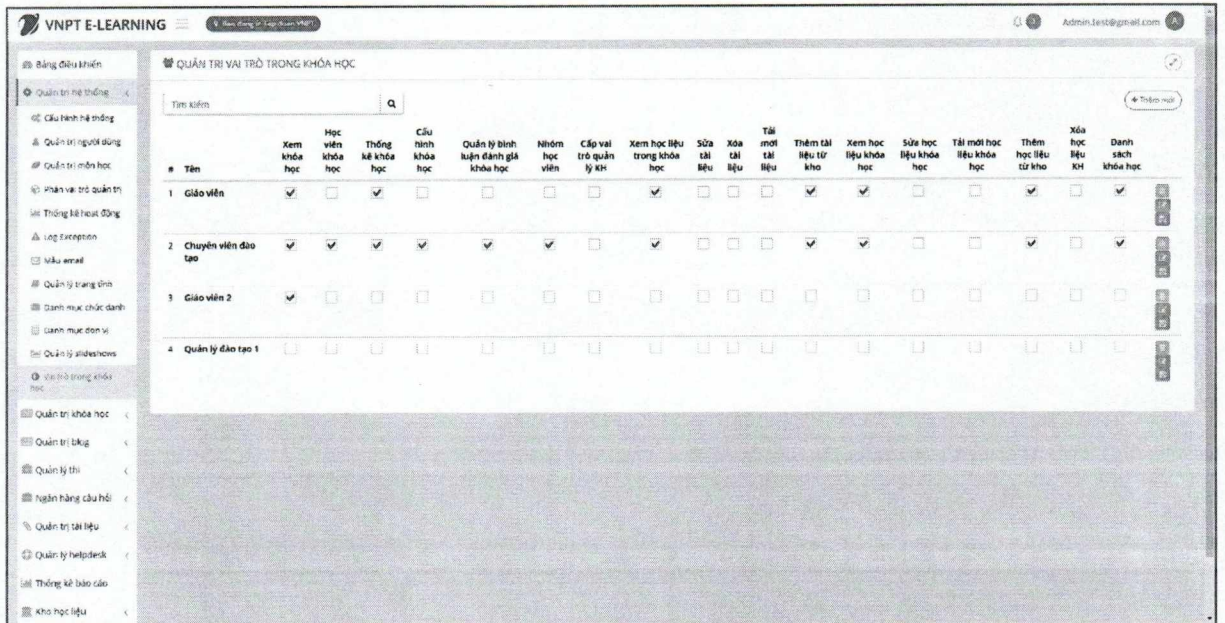 VNPT E-LEARNING
Admin.test@gmail.com
A
Bảng điều khiển
Quản trị hệ thống
Cấu hình hệ thống
Quản trị người dùng
Quản trị môn học
Phân vai trò quản trị
Thống kê hoạt động
Log Exception
Mẫu email
Quản lý trang tĩnh
Danh mục chức danh
Danh mục đơn vị
Quản lý slideshows
Vai trò trong khóa
học
Quản trị khóa học
Quản trị blog
Quản lý thi
Ngân hàng câu hỏi
Quản trị tài liệu
Quản lý helpdesk
Thống kê báo cáo
Kho học liệu
QUẢN TRỊ VAI TRÒ TRONG KHÓA HỌC
Tìm kiếm
+ Thêm mới
# Tên
Xem
khóa
học
Học
viên
khóa
học
Thống
kê khóa
học
Cấu
hình
khóa
học
Quản lý bình
luận đánh giá
khóa học
Nhóm
học
viên
Cấp vai
trò quản
lý KH
Xem học liệu
trong khóa
học
Sửa
tài
liệu
Xóa
tài
liệu
Tải
mới
tài
liệu
Thêm tài
liệu từ
kho
Xem học
liệu khóa
học
Sửa học
liệu khóa
học
Tải mới học
liệu khóa
học
Thêm
học liệu
từ kho
Xóa
học
liệu
KH
Danh
sách
khóa học
1 Giáo viên
2 Chuyên viên đào
tạo
3 Giáo viên 2
4 Quản lý đào tạo 1